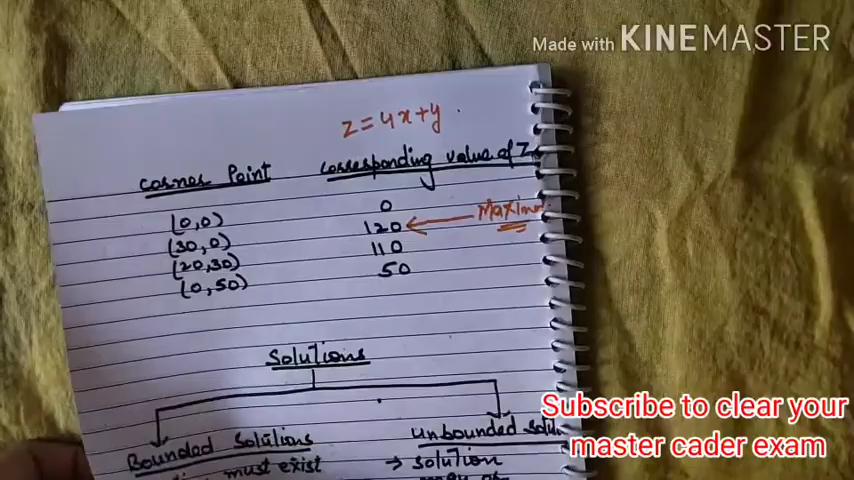 Made with KINEMASTER
Z=4x+y
Corner Point Corresponding value of Z
(0,0) 0
(30,0) 120 Maximum
(20,30) 110
(0,50) 50
Solutions
Bounded Solutions Unbounded
must exist → Solution
Subscribe to clear your
master cader exam